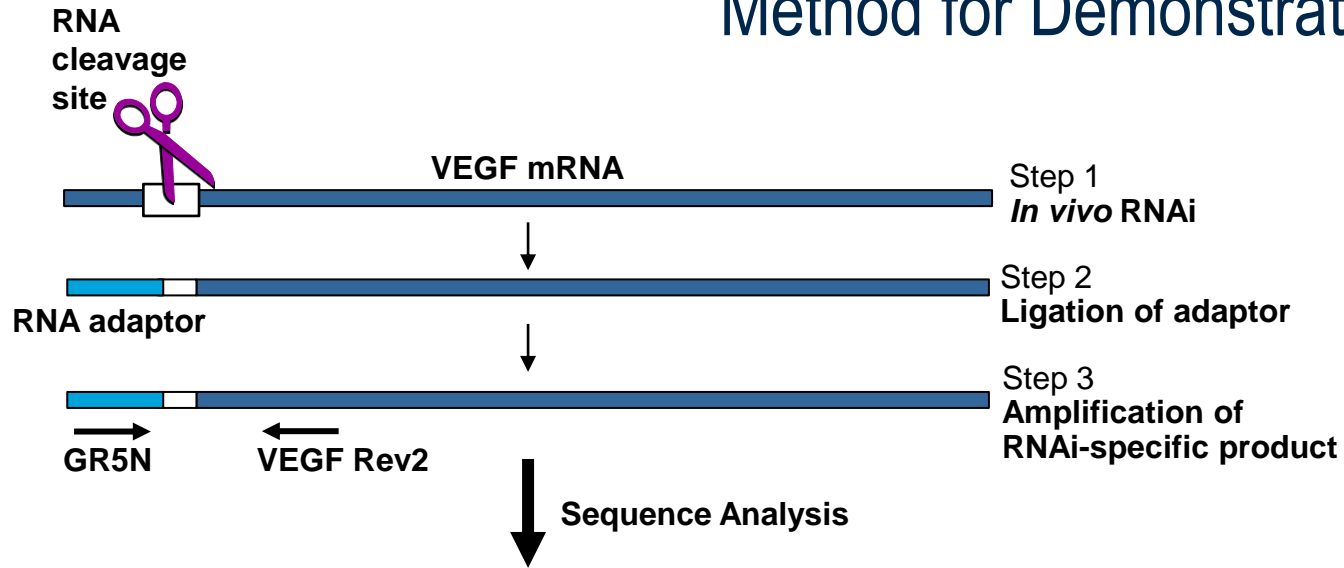 Method for Demonstrat
RNA
cleavage
site
VEGF mRNA
Step 1
In vivo RNAi
Step 2
Ligation of adaptor
RNA adaptor
Step 3
Amplification of
RNAi-specific product
GR5N
VEGF Rev2
Sequence Analysis